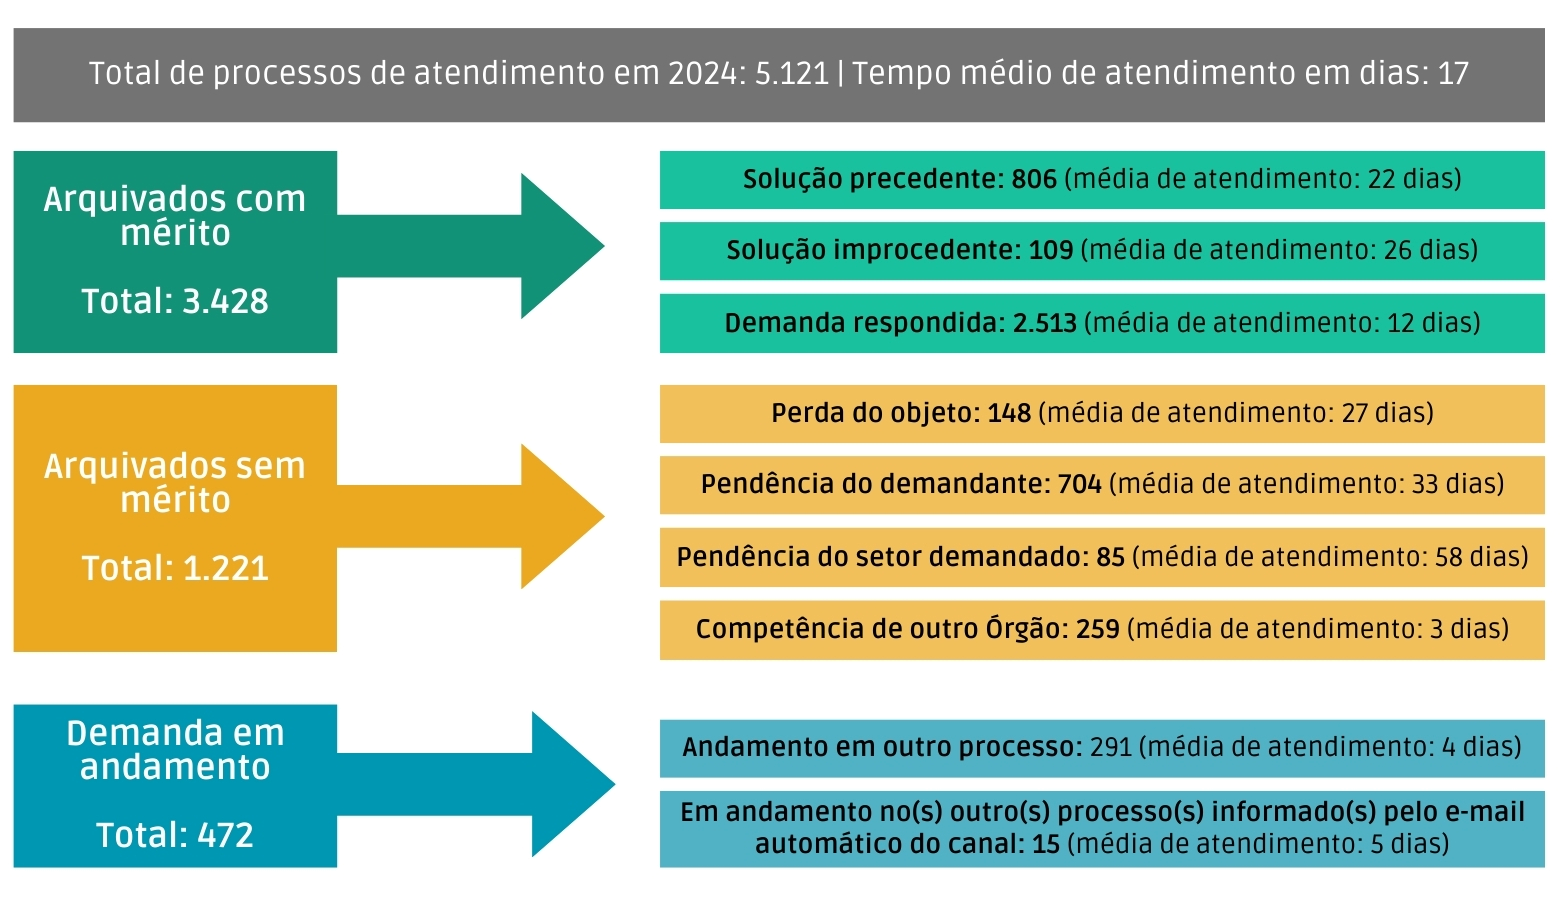 Total de processos de atendimento em 2024: 5.121 | Tempo médio de atendimento em dias: 17
Arquivados com
mérito
Total: 3.428
Solução precedente: 806 (média de atendimento: 22 dias)
Solução improcedente: 109 (média de atendimento: 26 dias)
Demanda respondida: 2.513 (média de atendimento: 12 dias)
Arquivados sem
mérito
Total: 1.221
Perda do objeto: 148 (média de atendimento: 27 dias)
Pendência do demandante: 704 (média de atendimento: 33 dias)
Pendência do setor demandado: 85 (média de atendimento: 58 dias)
Competência de outro Órgão: 259 (média de atendimento: 3 dias)
Demanda em
andamento
Total: 472
Andamento em outro processo: 291 (média de atendimento: 4 dias)
Em andamento no(s) outro(s) processo(s) informado(s) pelo e-mail
automático do canal: 15 (média de atendimento: 5 dias)